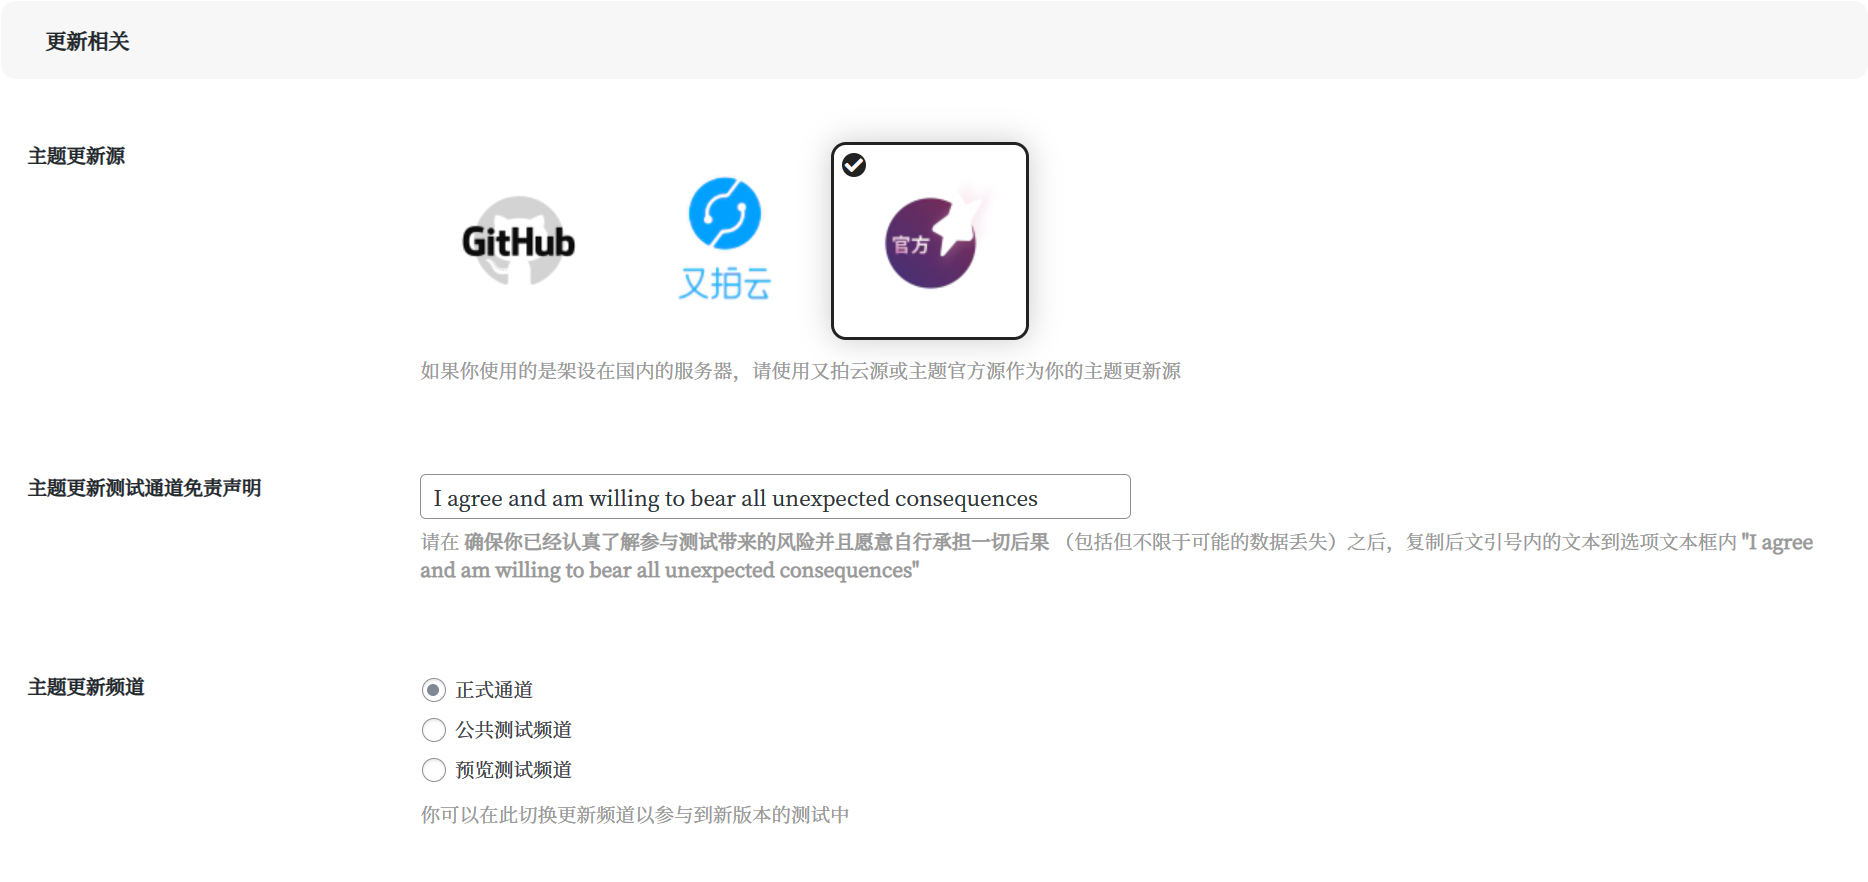 更新相关
主题更新源
GitHub
又拍云
官方
如果你使用的是架设在国内的服务器，请使用又拍云源或主题官方源作为你的主题更新源
主题更新测试通道免责声明
I agree and am willing to bear all unexpected consequences
请在 确保你已经认真了解参与测试带来的风险并且愿意自行承担一切后果 （包括但不限于可能的数据丢失）之后，复制后文引号内的文本到选项文本框内 "I agree
and am willing to bear all unexpected consequences"
主题更新频道
正式通道
公共测试频道
预览测试频道
你可以在此切换更新频道以参与到新版本的测试中